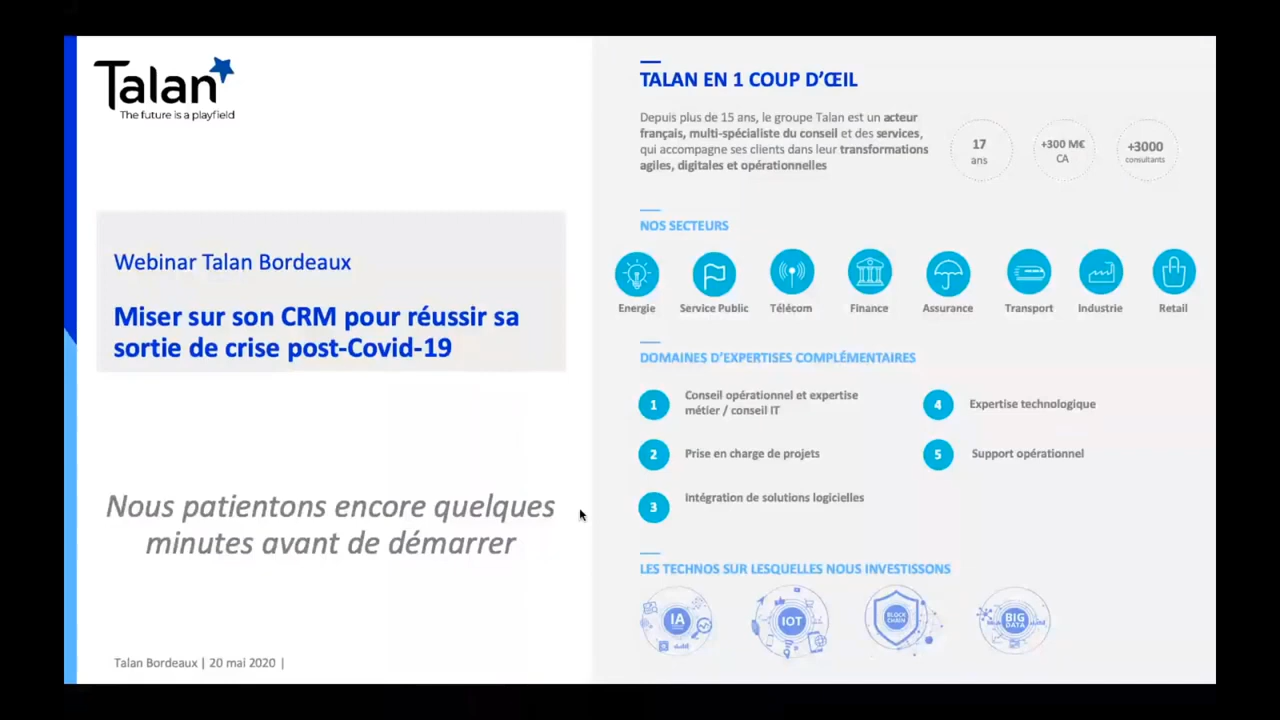 Talan
The future is a playfield
Webinar Talan Bordeaux
Miser sur son CRM pour réussir sa
sortie de crise post-Covid-19
Nous patientons encore quelques
minutes avant de démarrer
Talan Bordeaux | 20 mai 2020 |
TALAN EN 1 COUP D'ŒIL
Depuis plus de 15 ans, le groupe Talan est un acteur
français, multi-spécialiste du conseil et des services,
qui accompagne ses clients dans leur transformations
agiles, digitales et opérationnelles
17
ans
+300 M€
CA
+3000
consultants
NOS SECTEURS
Energie
Service Public
Télécom
Finance
Assurance
Transport
Industrie
Retail
DOMAINES D'EXPERTISES COMPLÉMENTAIRES
1
Conseil opérationnel et expertise
métier / conseil IT
2
Prise en charge de projets
3
Intégration de solutions logicielles
4
Expertise technologique
5
Support opérationnel
LES TECHNOS SUR LESQUELLES NOUS INVESTISSONS
IA
IOT
BLOCK
CHAIN
BIG
DATA